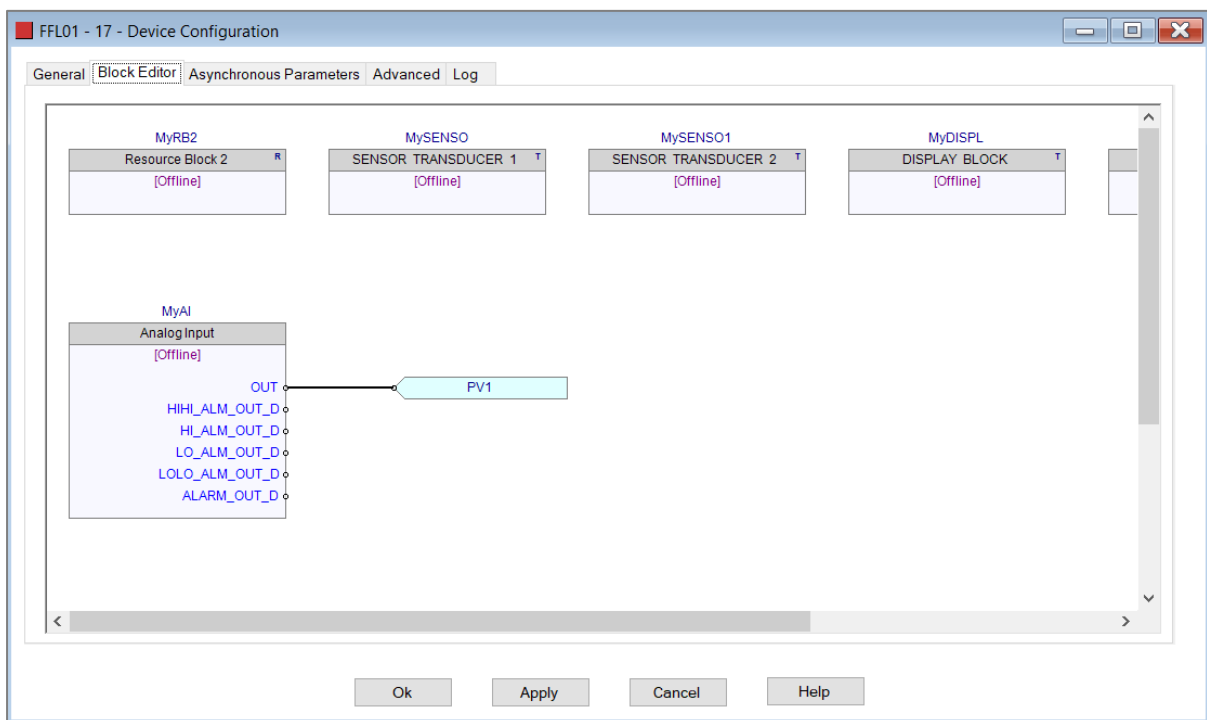 FFL01 - 17 - Device Configuration
General Block Editor Asynchronous Parameters Advanced Log
MyRB2 MySENSO MySENSO1 MyDISPL
Resource Block 2 R SENSOR TRANSDUCER 1 T SENSOR TRANSDUCER 2 T DISPLAY BLOCK T
[Offline] [Offline] [Offline] [Offline]
MyAI
Analog Input
[Offline]
OUT PV1
HIHI_ALM_OUT_D
HI_ALM_OUT_D
LO_ALM_OUT_D
LOLO_ALM_OUT_D
ALARM_OUT_D
Ok Apply Cancel Help